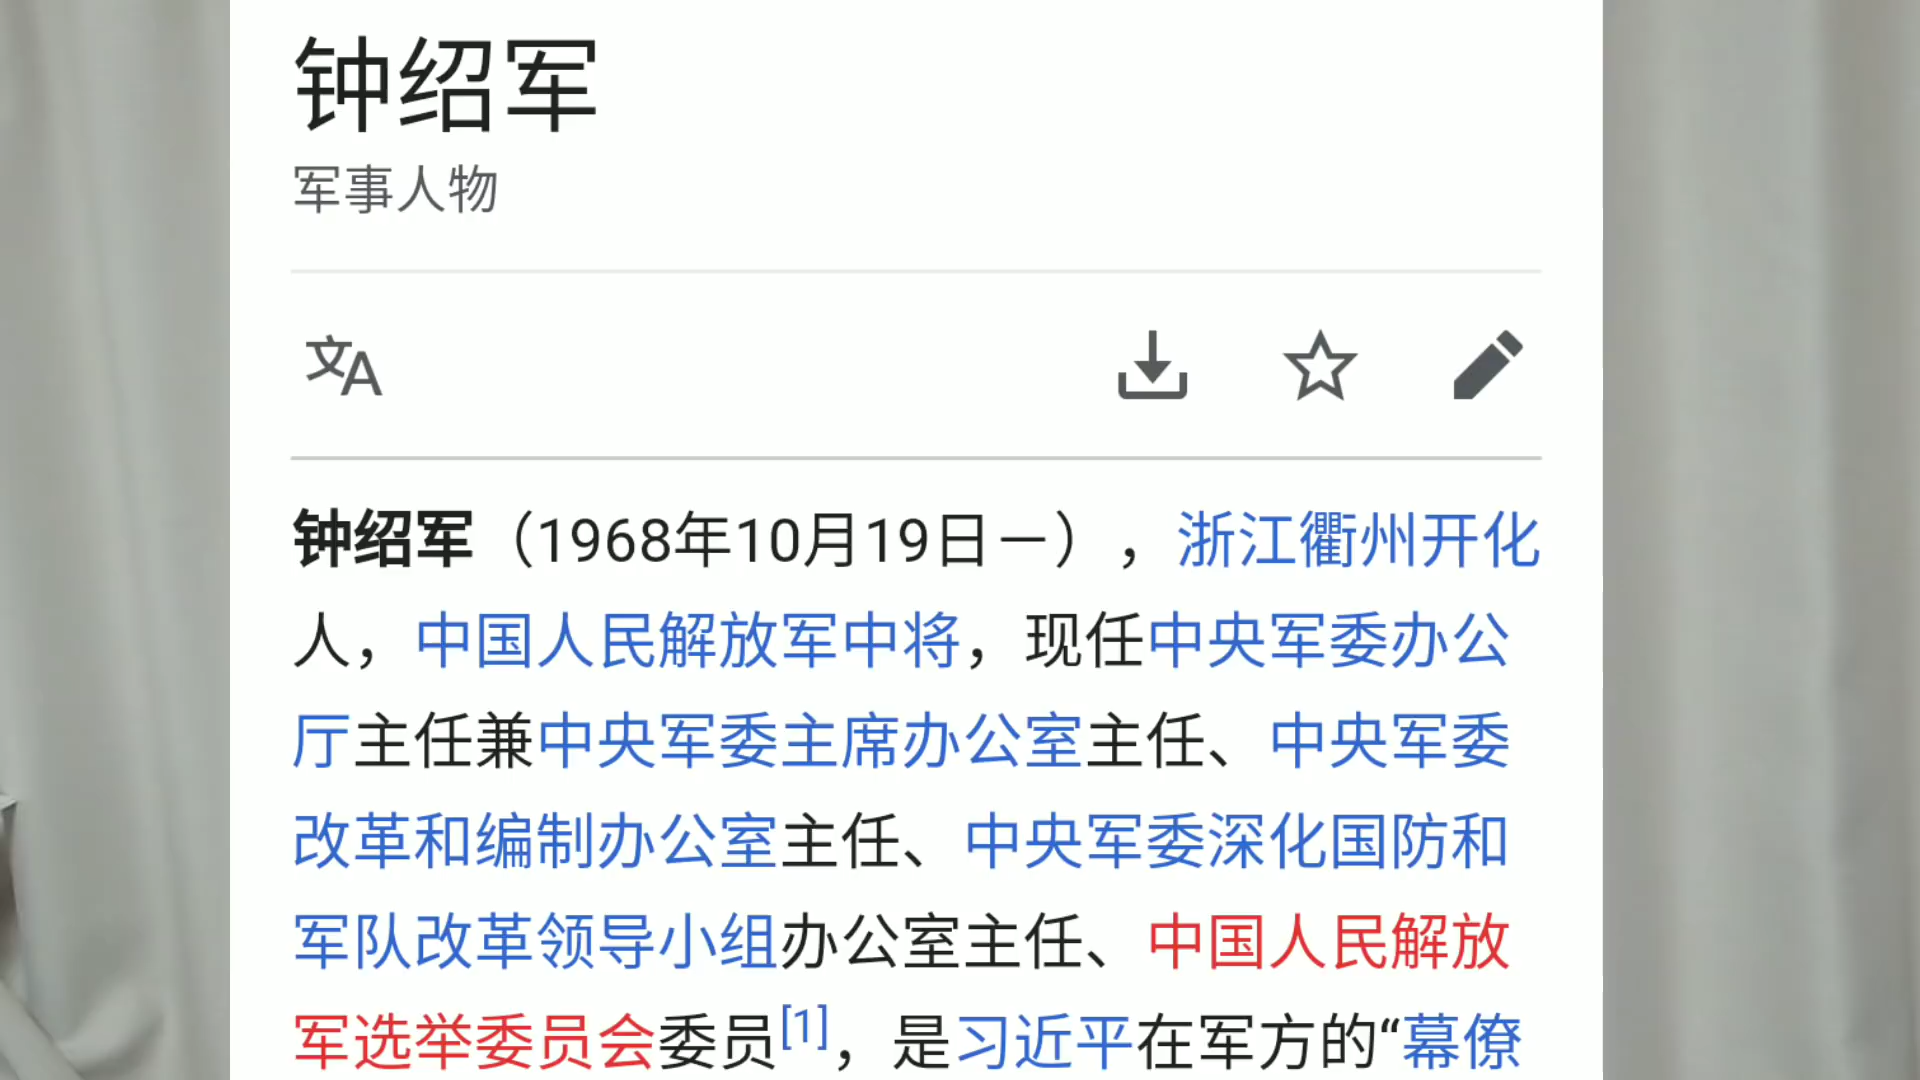 钟绍军
军事人物
文A
钟绍军（1968年10月19日－），浙江衢州开化
人，中国人民解放军中将，现任中央军委办公
厅主任兼中央军委主席办公室主任、中央军委
改革和编制办公室主任、中央军委深化国防和
军队改革领导小组办公室主任、中国人民解放
军选举委员会委员[1]，是习近平在军方的“幕僚